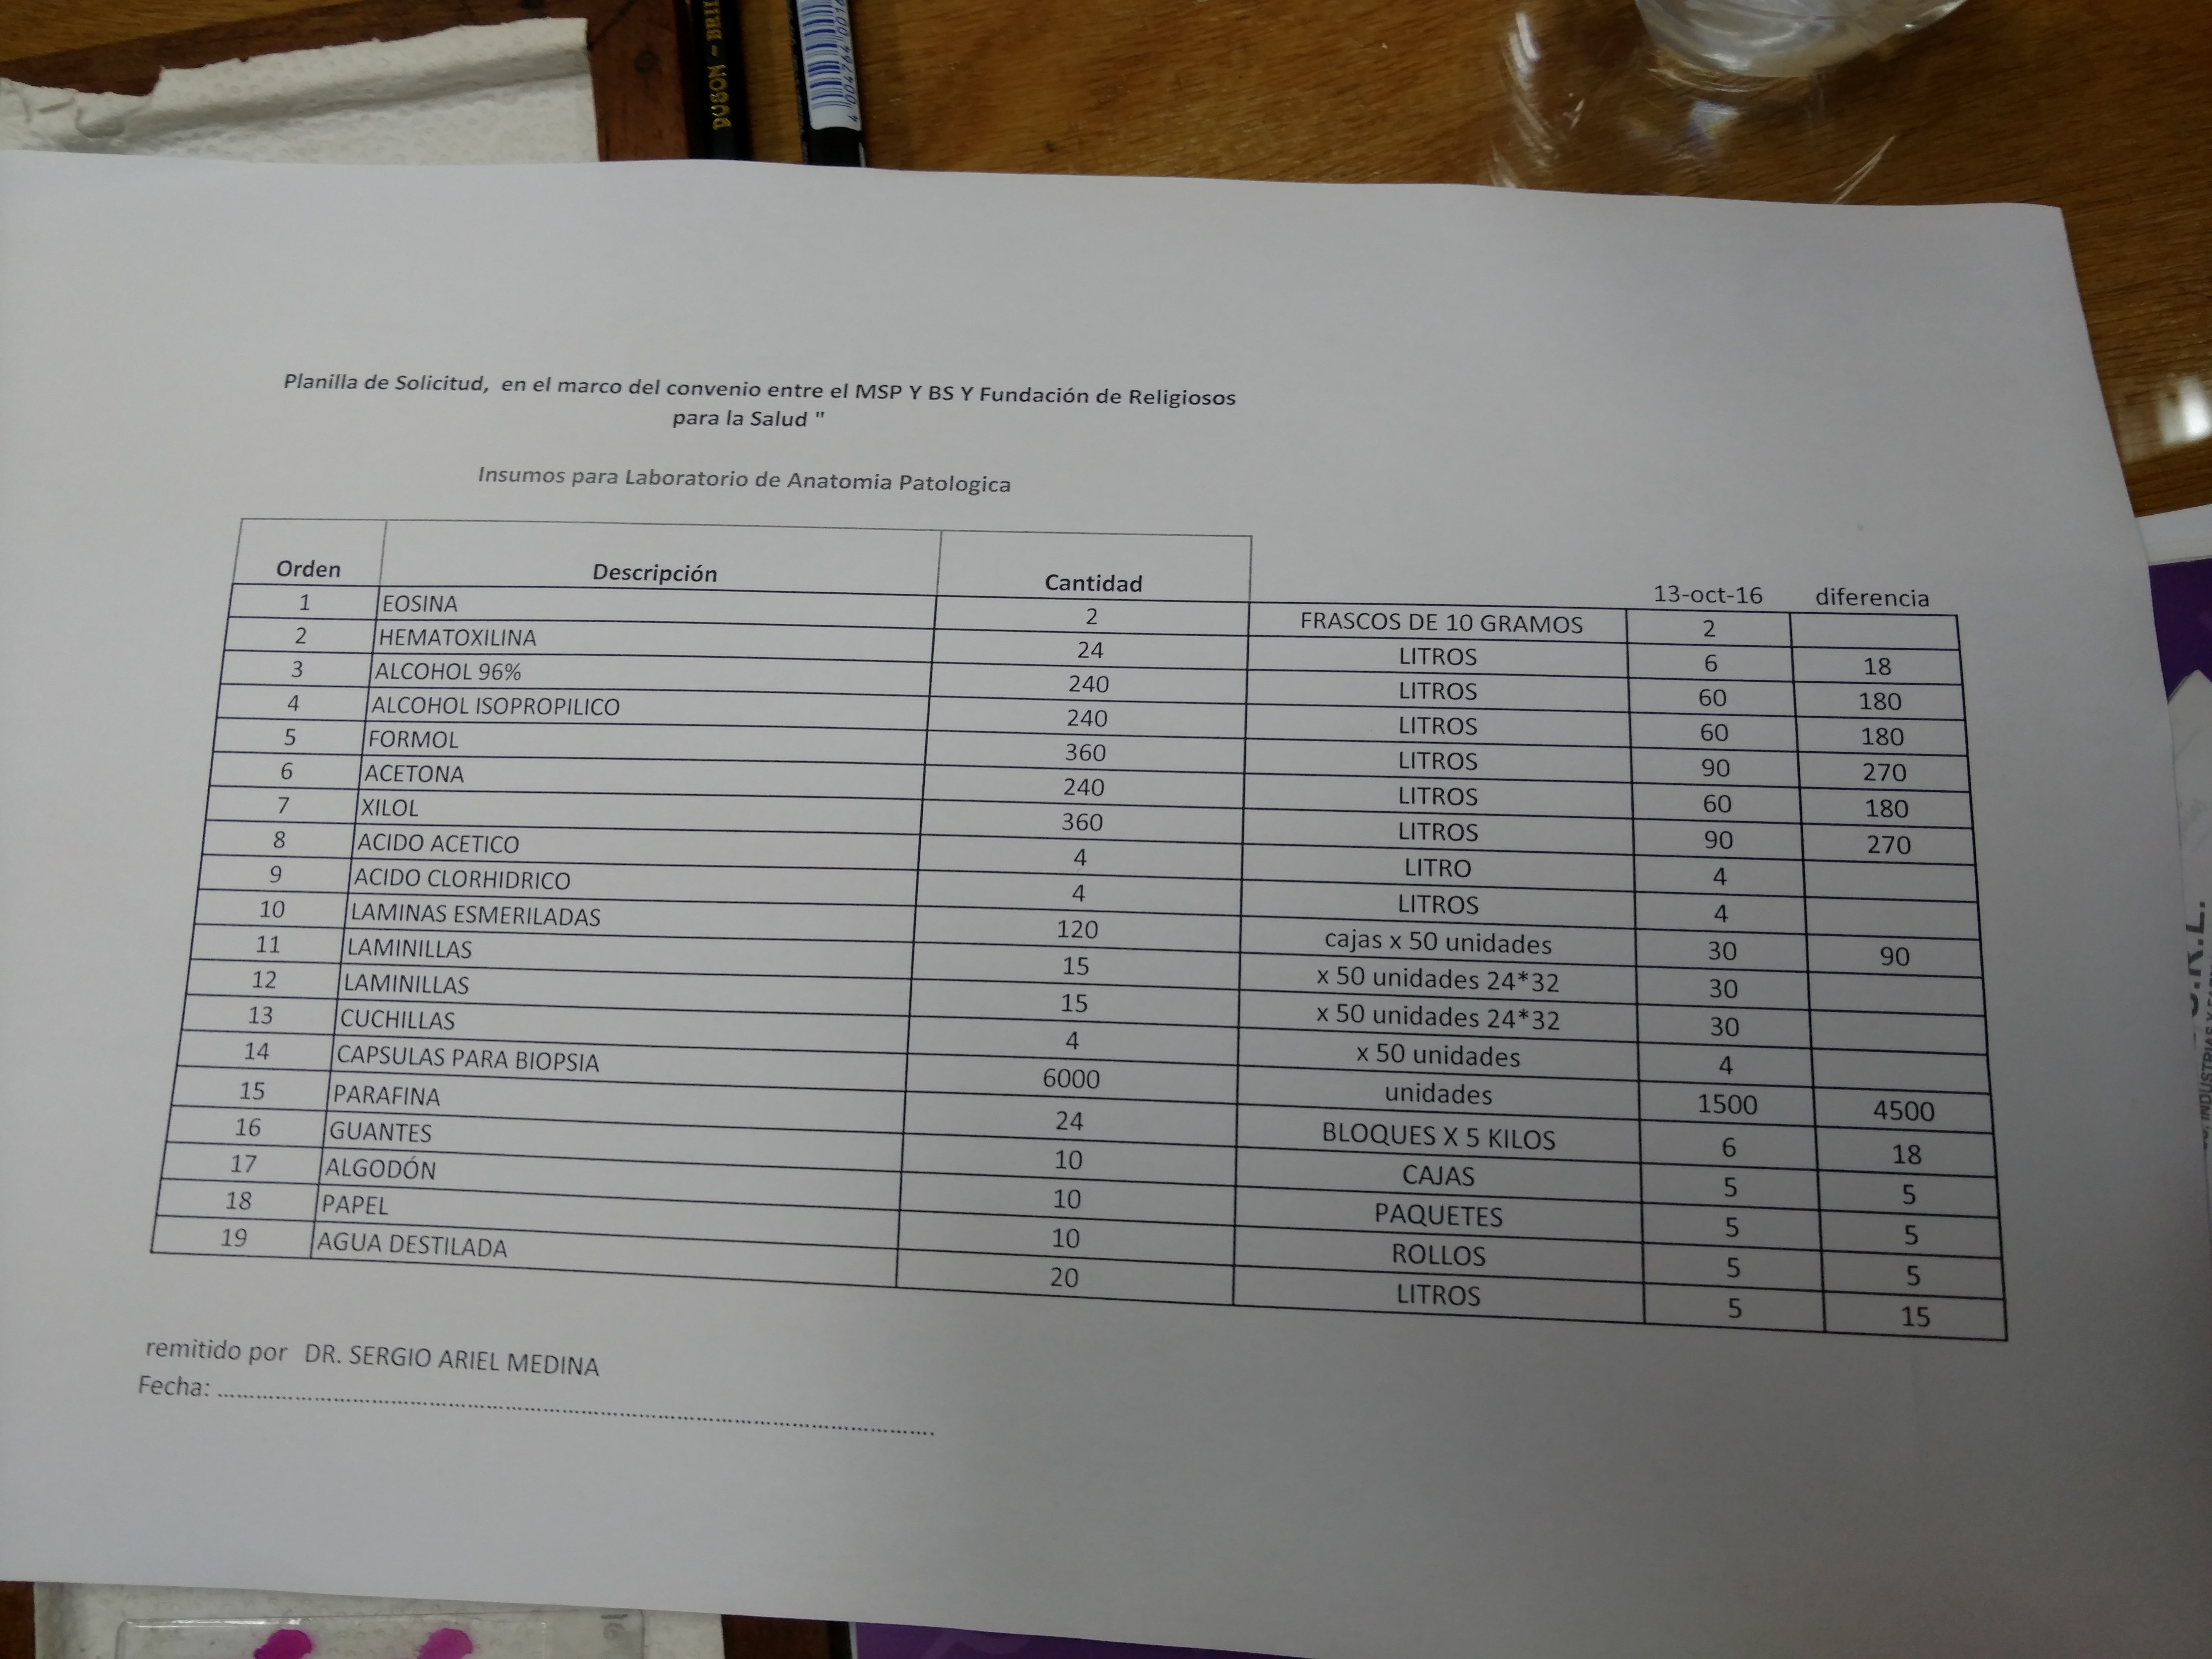 DUSON - BRI
4 004764 001
Planilla de Solicitud, en el marco del convenio entre el MSP Y BS Y Fundación de Religiosos
para la Salud "
Insumos para Laboratorio de Anatomia Patologica
Orden Descripción Cantidad 13-oct-16 diferencia
1 EOSINA 2 FRASCOS DE 10 GRAMOS 2
2 HEMATOXILINA 24 LITROS 6 18
3 ALCOHOL 96% 240 LITROS 60 180
4 ALCOHOL ISOPROPILICO 240 LITROS 60 180
5 FORMOL 360 LITROS 90 270
6 ACETONA 240 LITROS 60 180
7 XILOL 360 LITROS 90 270
8 ACIDO ACETICO 4 LITRO 4
9 ACIDO CLORHIDRICO 4 LITROS 4
10 LAMINAS ESMERILADAS 120 cajas x 50 unidades 30 90
11 LAMINILLAS 15 x 50 unidades 24*32 30
12 LAMINILLAS 15 x 50 unidades 24*32 30
13 CUCHILLAS 4 x 50 unidades 4
14 CAPSULAS PARA BIOPSIA 6000 unidades 1500 4500
15 PARAFINA 24 BLOQUES X 5 KILOS 6 18
16 GUANTES 10 CAJAS 5 5
17 ALGODÓN 10 PAQUETES 5 5
18 PAPEL 10 ROLLOS 5 5
19 AGUA DESTILADA 20 LITROS 5 15
remitido por DR. SERGIO ARIEL MEDINA
Fecha: ........................................................................